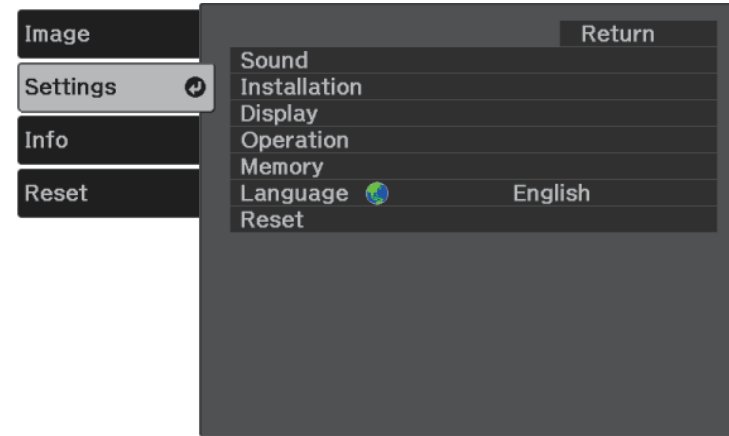 Image
Settings
Info
Reset
Return
Sound
Installation
Display
Operation
Memory
Language English
Reset